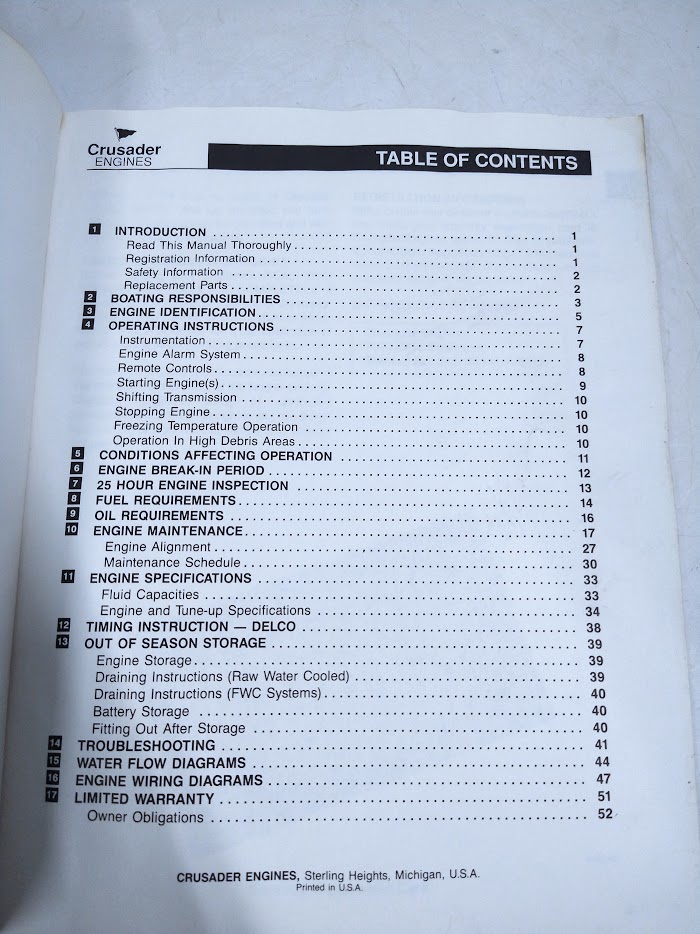 Crusader
ENGINES
TABLE OF CONTENTS
1 INTRODUCTION 1
Read This Manual Thoroughly 1
Registration Information 1
Safety Information 2
Replacement Parts 2
2 BOATING RESPONSIBILITIES 3
3 ENGINE IDENTIFICATION 5
4 OPERATING INSTRUCTIONS 7
Instrumentation 7
Engine Alarm System 8
Remote Controls 8
Starting Engine(s) 9
Shifting Transmission 10
Stopping Engine 10
Freezing Temperature Operation 10
Operation In High Debris Areas 10
5 CONDITIONS AFFECTING OPERATION 11
6 ENGINE BREAK-IN PERIOD 12
7 25 HOUR ENGINE INSPECTION 13
8 FUEL REQUIREMENTS 14
9 OIL REQUIREMENTS 16
10 ENGINE MAINTENANCE 17
Engine Alignment 27
Maintenance Schedule 30
11 ENGINE SPECIFICATIONS 33
Fluid Capacities 33
Engine and Tune-up Specifications 34
12 TIMING INSTRUCTION — DELCO 38
13 OUT OF SEASON STORAGE 39
Engine Storage 39
Draining Instructions (Raw Water Cooled) 39
Draining Instructions (FWC Systems) 40
Battery Storage 40
Fitting Out After Storage 40
14 TROUBLESHOOTING 41
15 WATER FLOW DIAGRAMS 44
16 ENGINE WIRING DIAGRAMS 47
17 LIMITED WARRANTY 51
Owner Obligations 52
CRUSADER ENGINES, Sterling Heights, Michigan, U.S.A.
Printed in U.S.A.